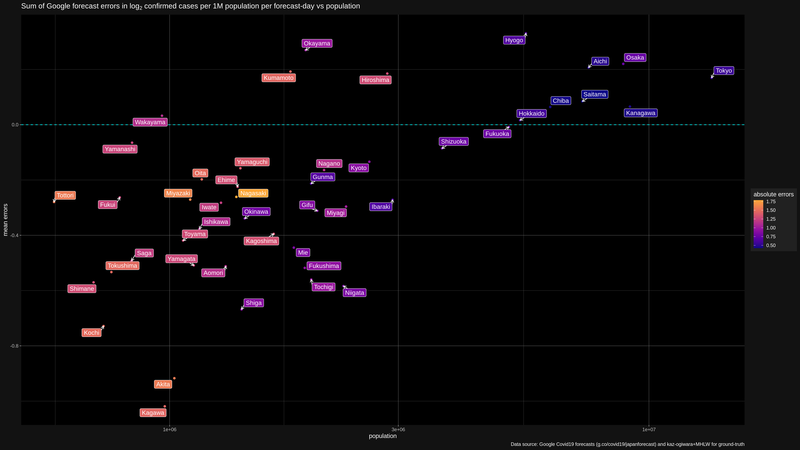 Sum of Google forecast errors in log2 confirmed cases per 1M population per forecast-day vs population
Okayama
Hyogo
Aichi
Osaka
Tokyo
Kumamoto
Hiroshima
Chiba
Saitama
Hokkaido
Kanagawa
Wakayama
0.0
Fukuoka
Shizuoka
Yamanashi
Yamaguchi
Nagano
Kyoto
Oita
Ehime
Gunma
Tottori
Miyazaki
Nagasaki
Fukui
Iwate
Okinawa
Gifu
Miyagi
Ibaraki
Ishikawa
Toyama
Kagoshima
-0.4
Saga
Mie
Tokushima
Yamagata
Fukushima
Aomori
Shimane
Tochigi
Niigata
Shiga
Kochi
-0.8
Akita
Kagawa
mean errors
1e+06
3e+06
1e+07
population
absolute errors
1.75
1.50
1.25
1.00
0.75
0.50
Data source: Google Covid19 forecasts (g.co/covid19/japanforecast) and kaz-ogiwara+MHLW for ground-truth